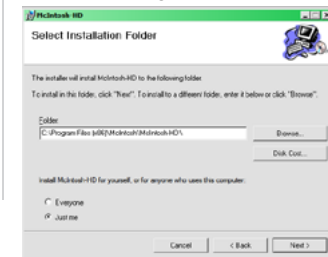 McIntosh-HD
Select Installation Folder
The installer will install McIntosh-HD to the following folder.
To install in this folder, click "Next". To install to a different folder, enter it below or click "Browse".
Folder:
C:\Program Files (x86)\McIntosh\McIntosh-HD\
Browse...
Disk Cost...
Install McIntosh-HD for yourself, or for anyone who uses this computer:
Everyone
Just me
Cancel
< Back
Next >